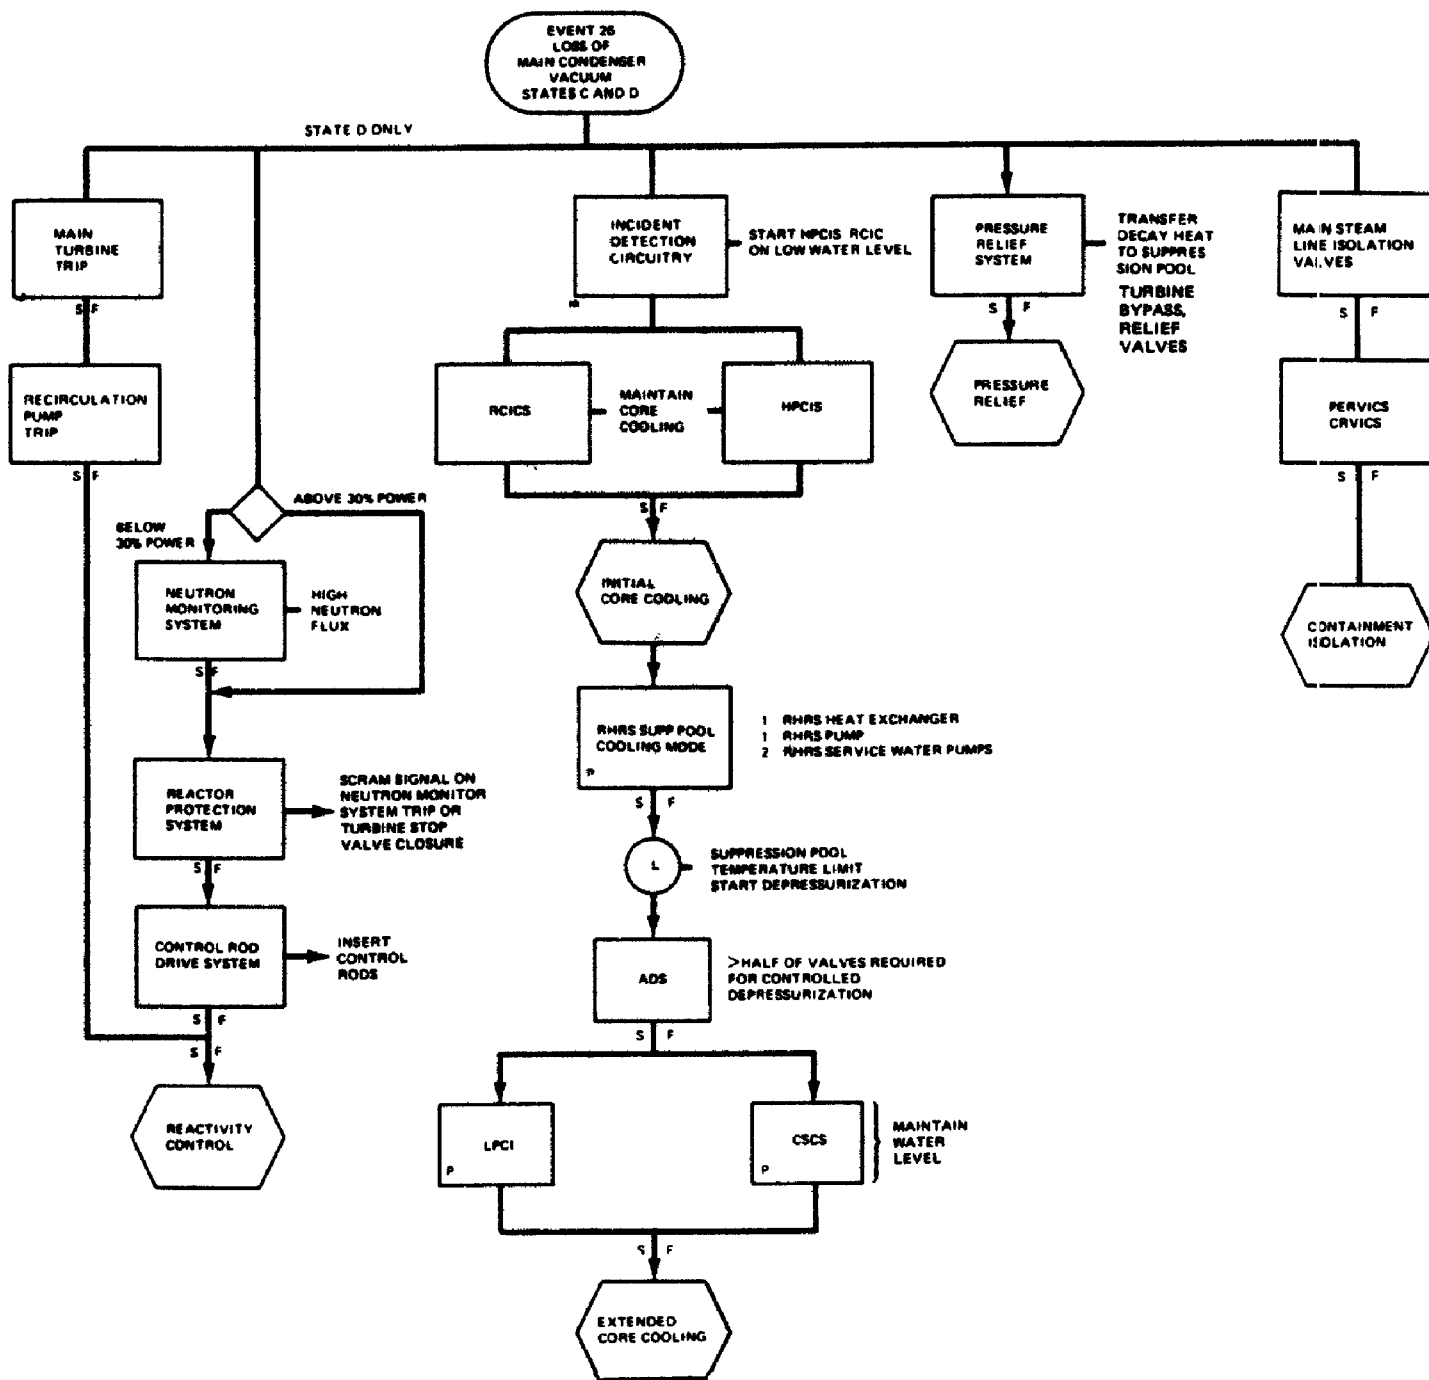 EVENT 26
LOSS OF
MAIN CONDENSER
VACUUM
STATES C AND D
STATE D ONLY
MAIN
TURBINE
TRIP
S F
RECIRCULATION
PUMP
TRIP
S F
ABOVE 30% POWER
BELOW
30% POWER
NEUTRON
MONITORING
SYSTEM
HIGH
NEUTRON
FLUX
S F
REACTOR
PROTECTION
SYSTEM
SCRAM SIGNAL ON
NEUTRON MONITOR
SYSTEM TRIP OR
TURBINE STOP
VALVE CLOSURE
S F
CONTROL ROD
DRIVE SYSTEM
INSERT
CONTROL
RODS
S F
S F
REACTIVITY
CONTROL
INCIDENT
DETECTION
CIRCUITRY
START HPCIS RCIC
ON LOW WATER LEVEL
RCICS
MAINTAIN
CORE
COOLING
HPCIS
S F
INITIAL
CORE COOLING
RHRS SUPP POOL
COOLING MODE
P
1 RHRS HEAT EXCHANGER
1 RHRS PUMP
2 RHRS SERVICE WATER PUMPS
S F
L
SUPPRESSION POOL
TEMPERATURE LIMIT
START DEPRESSURIZATION
ADS
>HALF OF VALVES REQUIRED
FOR CONTROLLED
DEPRESSURIZATION
S F
LPCI
P
CSCS
P
MAINTAIN
WATER
LEVEL
S F
EXTENDED
CORE COOLING
PRESSURE
RELIEF
SYSTEM
TRANSFER
DECAY HEAT
TO SUPPRES
SION POOL
TURBINE
BYPASS,
RELIEF
VALVES
S F
PRESSURE
RELIEF
MAIN STEAM
LINE ISOLATION
VALVES
S F
PERVICS
CRVICS
S F
CONTAINMENT
ISOLATION